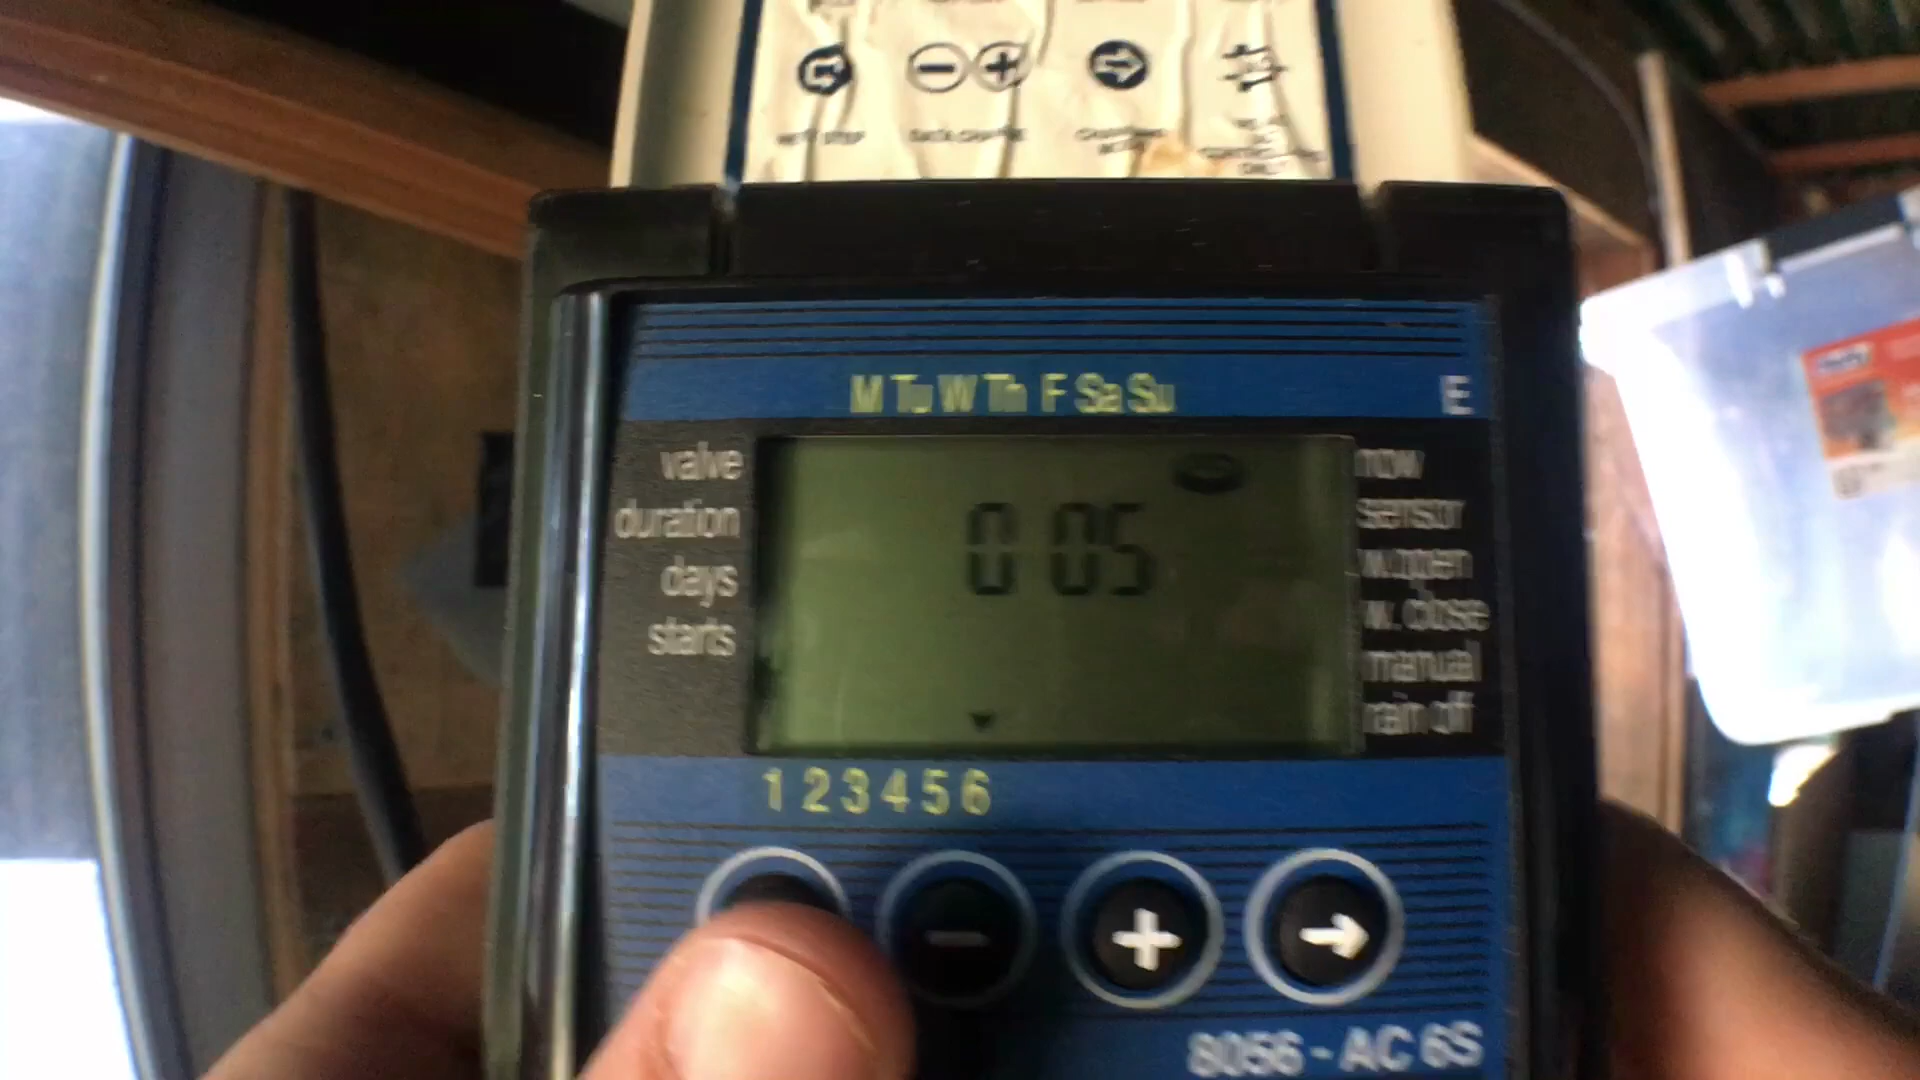 M Tu W Th F Sa Su E
valve
duration
days
starts
0 05
now
sensor
w. open
w. close
manual
rain off
1 2 3 4 5 6
8056 - AC 6S